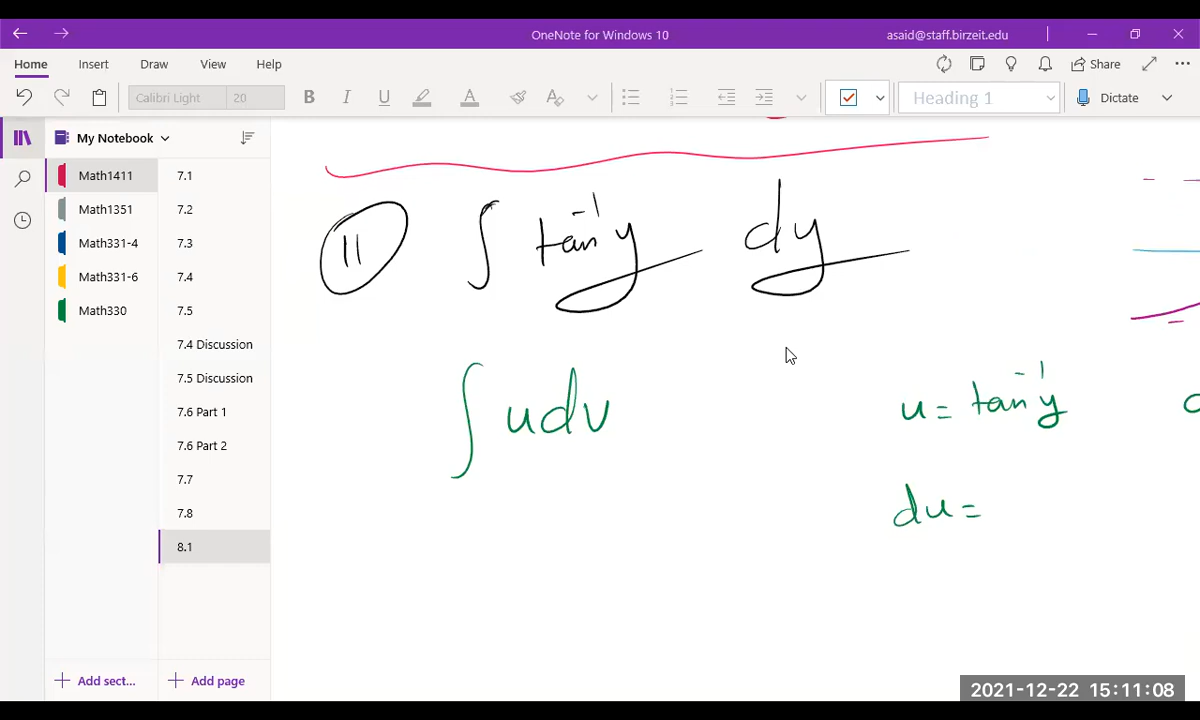 OneNote for Windows 10
asaid@staff.birzeit.edu
Home Insert Draw View Help
Share
Calibri Light 20 B I U A
Heading 1
Dictate
My Notebook
Math1411
Math1351
Math331-4
Math331-6
Math330
7.1
7.2
7.3
7.4
7.5
7.4 Discussion
7.5 Discussion
7.6 Part 1
7.6 Part 2
7.7
7.8
8.1
+ Add sect...
+ Add page
11 ∫ tan⁻¹y dy
∫ u dv
u = tan⁻¹y
du =
2021-12-22 15:11:08